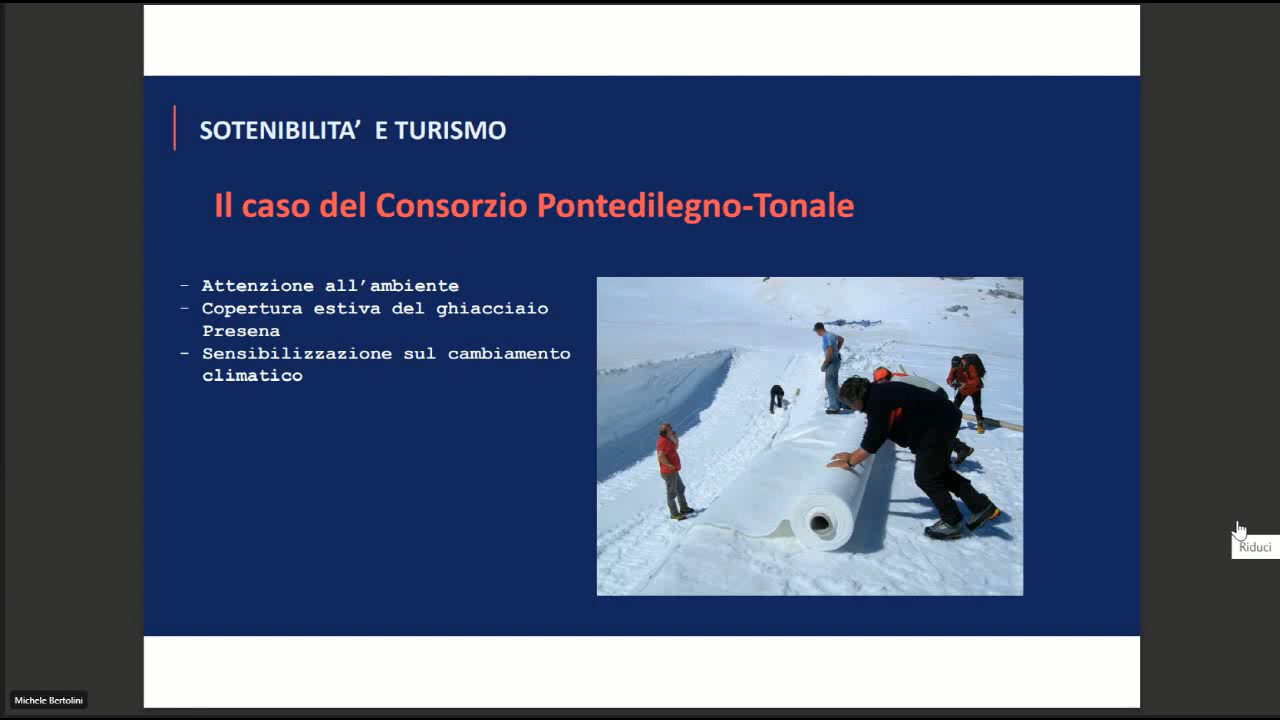 SOTENIBILITA’ E TURISMO
Il caso del Consorzio Pontedilegno-Tonale
- Attenzione all’ambiente
- Copertura estiva del ghiacciaio
Presena
- Sensibilizzazione sul cambiamento
climatico
Riduci
Michele Bertolini